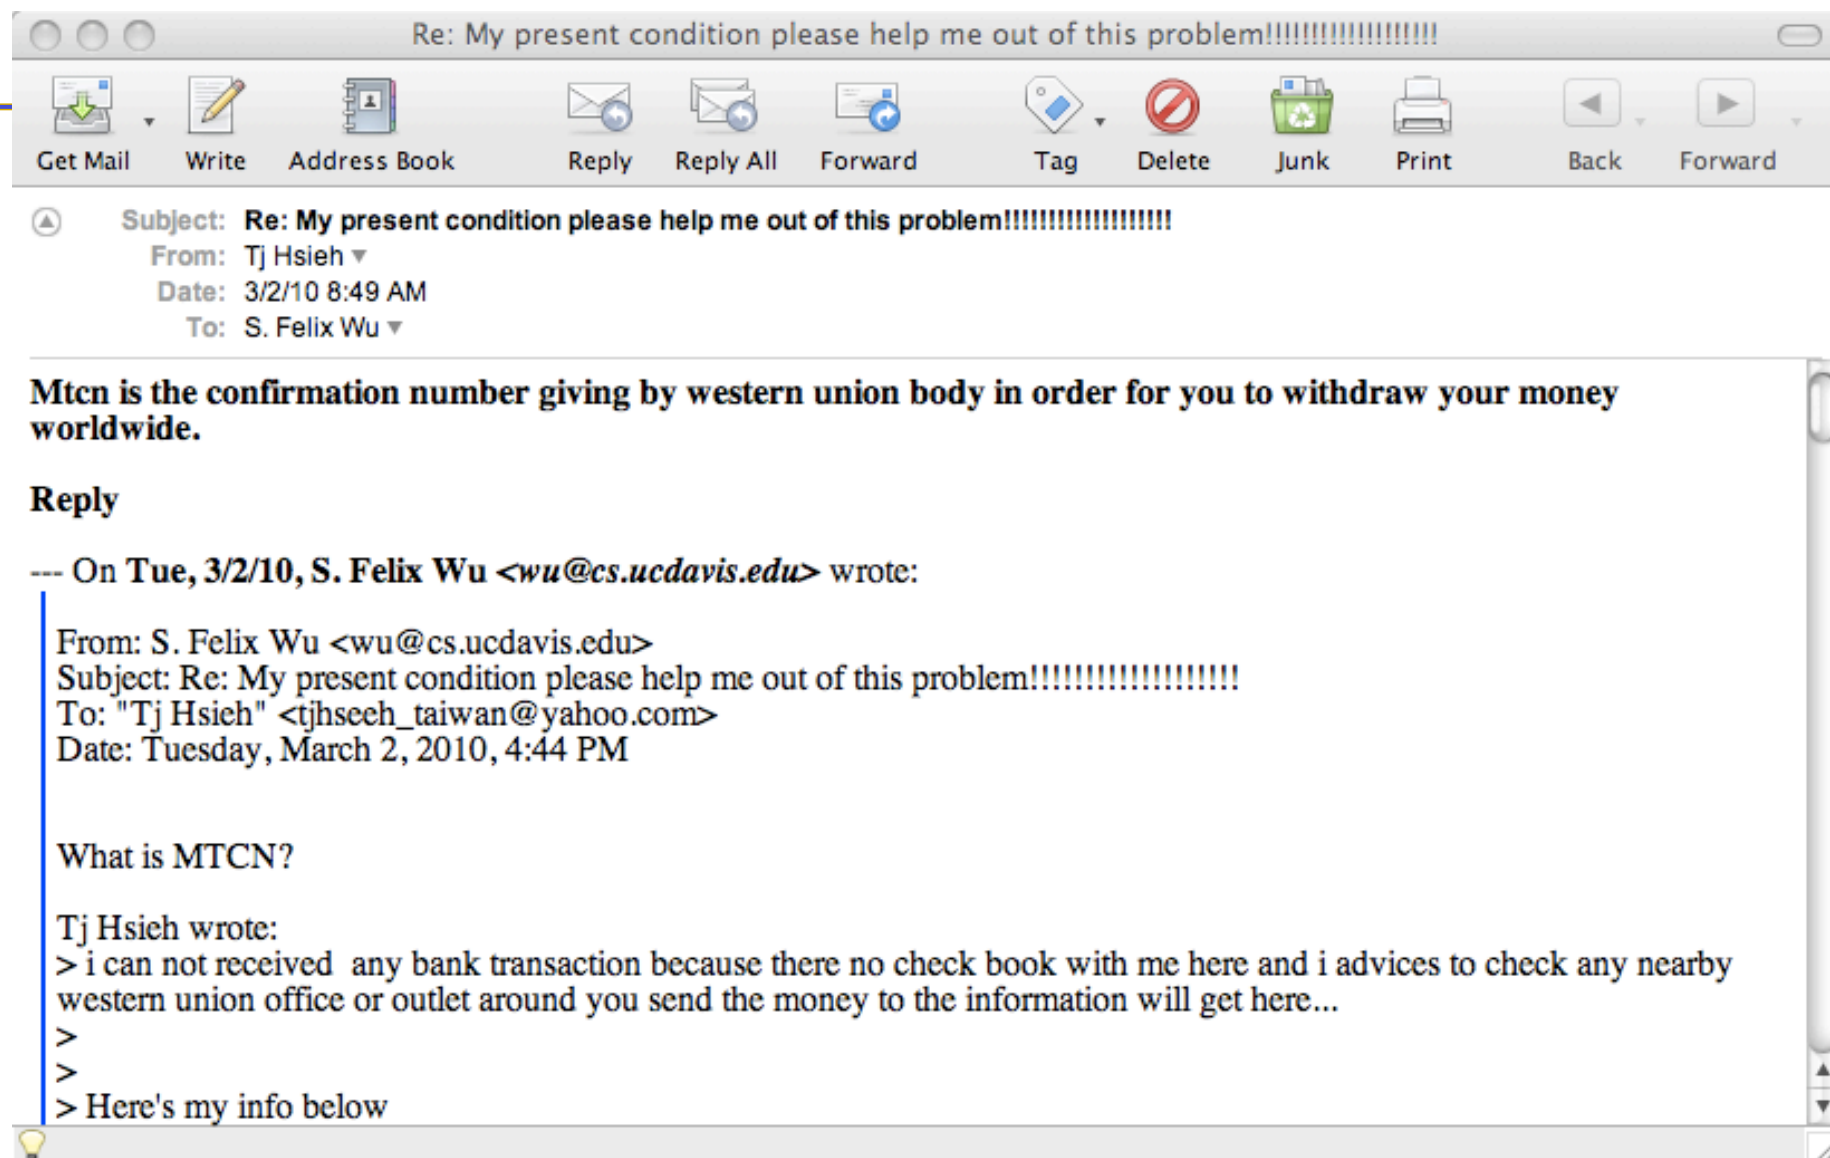 Re: My present condition please help me out of this problem!!!!!!!!!!!!!!!!!!!
Get Mail Write Address Book Reply Reply All Forward Tag Delete Junk Print Back Forward
Subject: Re: My present condition please help me out of this problem!!!!!!!!!!!!!!!!!!!
From: Tj Hsieh
Date: 3/2/10 8:49 AM
To: S. Felix Wu
Mtcn is the confirmation number giving by western union body in order for you to withdraw your money
worldwide.
Reply
--- On Tue, 3/2/10, S. Felix Wu <wu@cs.ucdavis.edu> wrote:
From: S. Felix Wu <wu@cs.ucdavis.edu>
Subject: Re: My present condition please help me out of this problem!!!!!!!!!!!!!!!!!!!
To: "Tj Hsieh" <tjhseeh_taiwan@yahoo.com>
Date: Tuesday, March 2, 2010, 4:44 PM
What is MTCN?
Tj Hsieh wrote:
> i can not received  any bank transaction because there no check book with me here and i advices to check any nearby
western union office or outlet around you send the money to the information will get here...
>
>
> Here's my info below